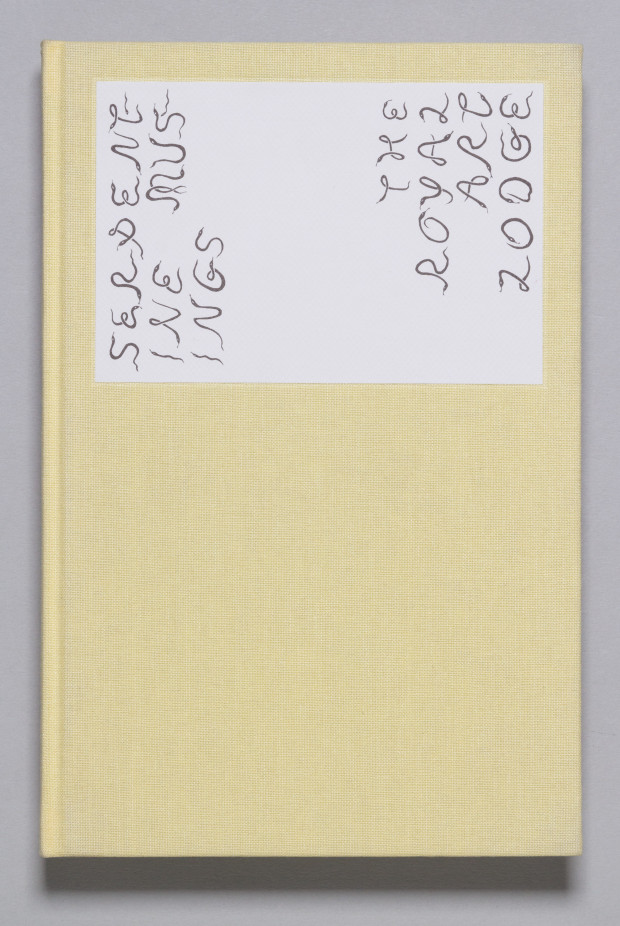 SERPENT
INE MUS
INGS
THE
ROYAL
ART
LODGE